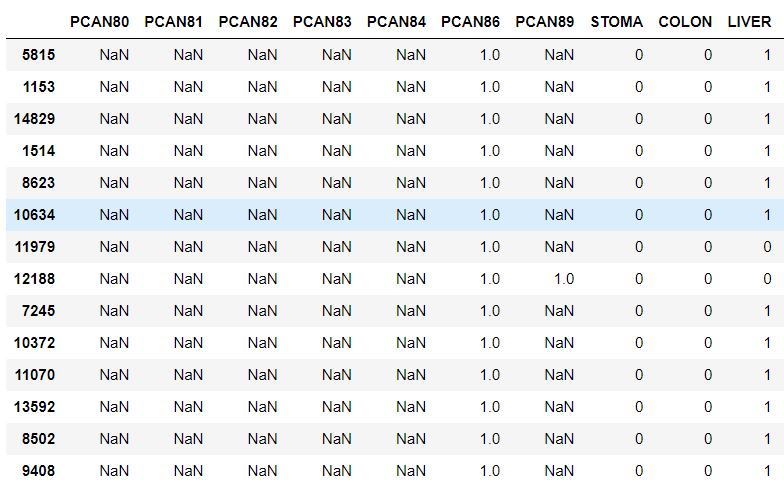 PCAN80 PCAN81 PCAN82 PCAN83 PCAN84 PCAN86 PCAN89 STOMA COLON LIVER
5815 NaN NaN NaN NaN NaN 1.0 NaN 0 0 1
1153 NaN NaN NaN NaN NaN 1.0 NaN 0 0 1
14829 NaN NaN NaN NaN NaN 1.0 NaN 0 0 1
1514 NaN NaN NaN NaN NaN 1.0 NaN 0 0 1
8623 NaN NaN NaN NaN NaN 1.0 NaN 0 0 1
10634 NaN NaN NaN NaN NaN 1.0 NaN 0 0 1
11979 NaN NaN NaN NaN NaN 1.0 NaN 0 0 0
12188 NaN NaN NaN NaN NaN 1.0 1.0 0 0 0
7245 NaN NaN NaN NaN NaN 1.0 NaN 0 0 1
10372 NaN NaN NaN NaN NaN 1.0 NaN 0 0 1
11070 NaN NaN NaN NaN NaN 1.0 NaN 0 0 1
13592 NaN NaN NaN NaN NaN 1.0 NaN 0 0 1
8502 NaN NaN NaN NaN NaN 1.0 NaN 0 0 1
9408 NaN NaN NaN NaN NaN 1.0 NaN 0 0 1